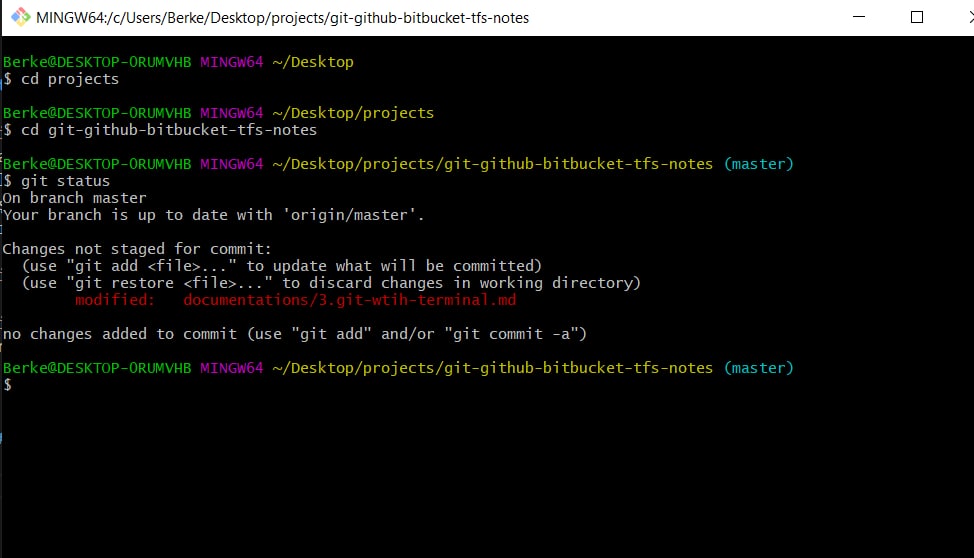 MINGW64:/c/Users/Berke/Desktop/projects/git-github-bitbucket-tfs-notes
Berke@DESKTOP-0RUMVHB MINGW64 ~/Desktop
$ cd projects
Berke@DESKTOP-0RUMVHB MINGW64 ~/Desktop/projects
$ cd git-github-bitbucket-tfs-notes
Berke@DESKTOP-0RUMVHB MINGW64 ~/Desktop/projects/git-github-bitbucket-tfs-notes (master)
$ git status
On branch master
Your branch is up to date with 'origin/master'.
Changes not staged for commit:
  (use "git add <file>..." to update what will be committed)
  (use "git restore <file>..." to discard changes in working directory)
        modified:   documentations/3.git-wtih-terminal.md
no changes added to commit (use "git add" and/or "git commit -a")
Berke@DESKTOP-0RUMVHB MINGW64 ~/Desktop/projects/git-github-bitbucket-tfs-notes (master)
$